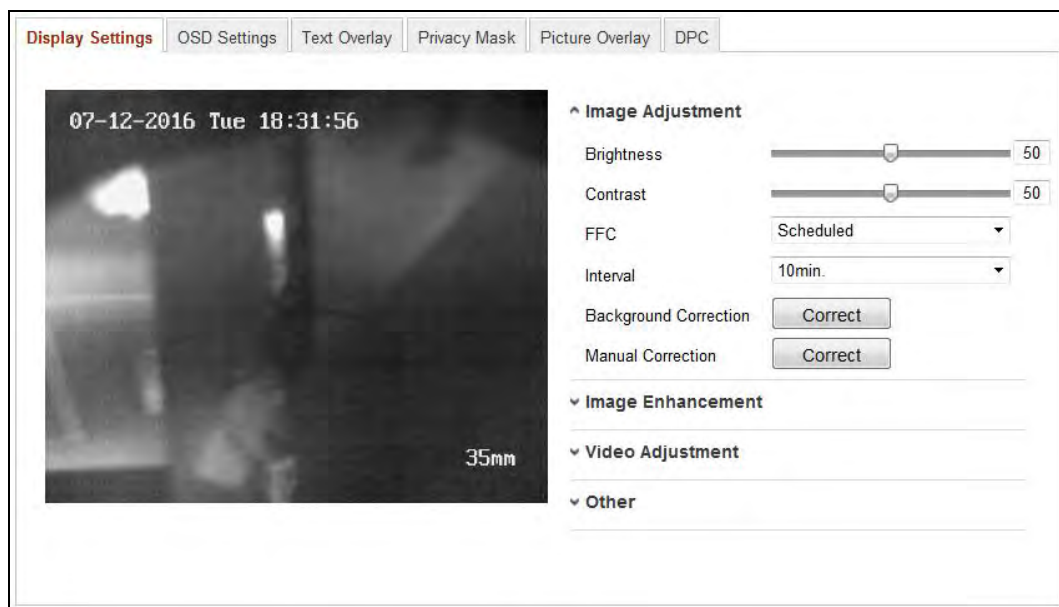 Display Settings OSD Settings Text Overlay Privacy Mask Picture Overlay DPC
07-12-2016 Tue 18:31:56
35mm
Image Adjustment
Brightness 50
Contrast 50
FFC Scheduled
Interval 10min.
Background Correction Correct
Manual Correction Correct
Image Enhancement
Video Adjustment
Other